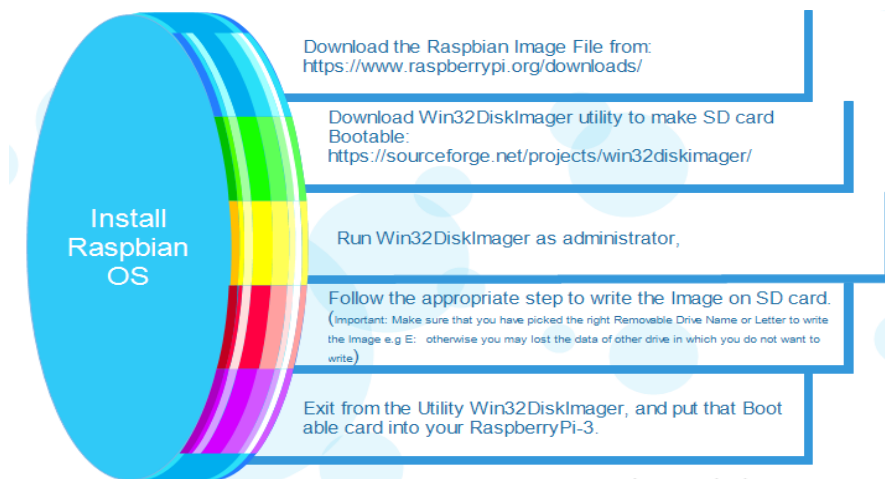 Install
Raspbian
OS
Download the Raspbian Image File from:
https://www.raspberrypi.org/downloads/
Download Win32DiskImager utility to make SD card
Bootable:
https://sourceforge.net/projects/win32diskimager/
Run Win32DiskImager as administrator,
Follow the appropriate step to write the Image on SD card.
(Important: Make sure that you have picked the right Removable Drive Name or Letter to write
the Image e.g E: otherwise you may lost the data of other drive in which you do not want to
write)
Exit from the Utility Win32DiskImager, and put that Boot
able card into your RaspberryPi-3.